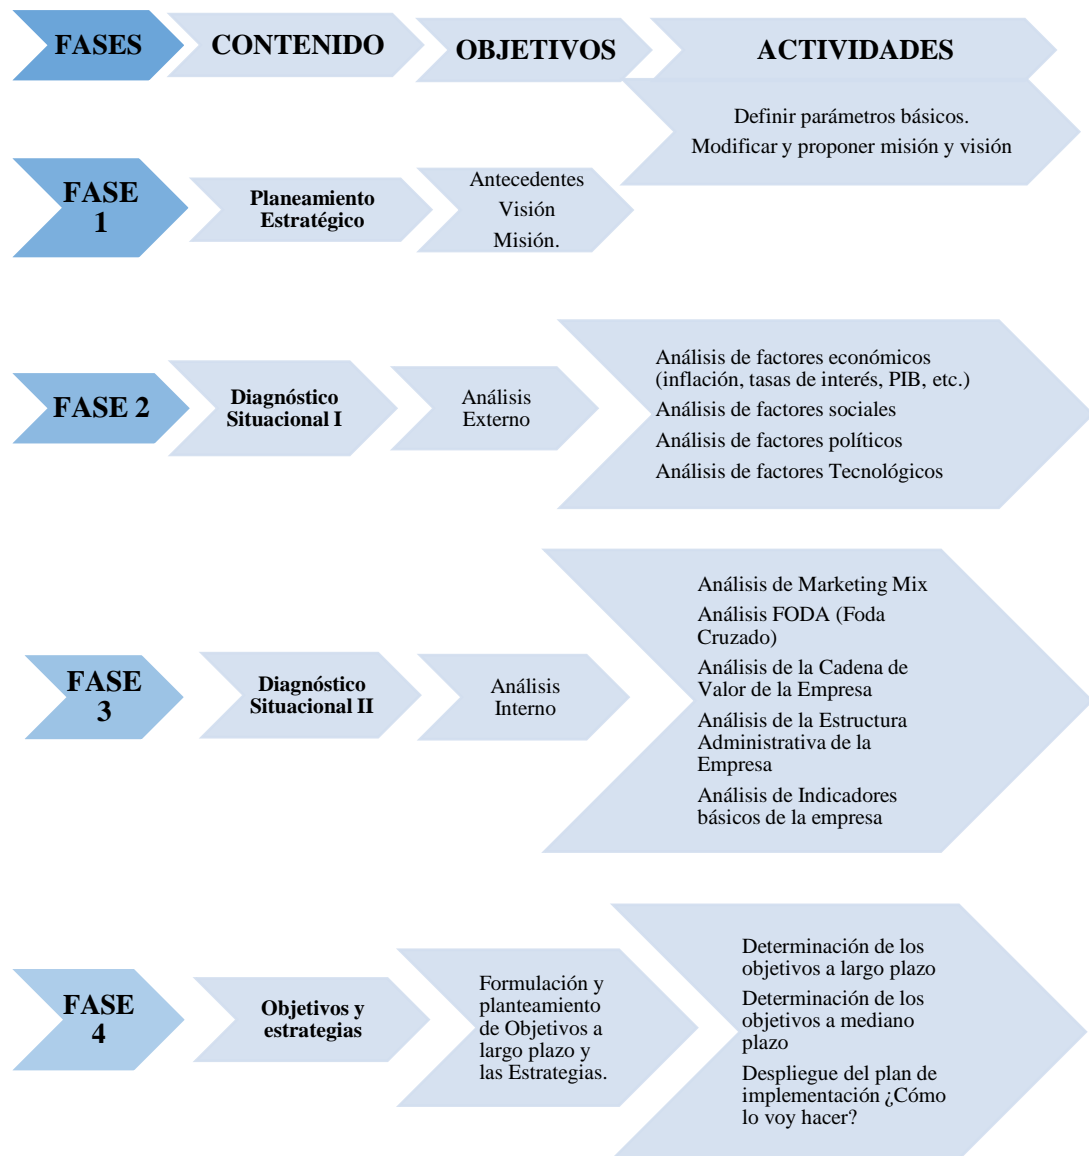 FASES
CONTENIDO
OBJETIVOS
ACTIVIDADES
FASE
1
Planeamiento
Estratégico
Antecedentes
Visión
Misión.
Definir parámetros básicos.
Modificar y proponer misión y visión
FASE 2
Diagnóstico
Situacional I
Análisis
Externo
Análisis de factores económicos
(inflación, tasas de interés, PIB, etc.)
Análisis de factores sociales
Análisis de factores políticos
Análisis de factores Tecnológicos
FASE
3
Diagnóstico
Situacional II
Análisis
Interno
Análisis de Marketing Mix
Análisis FODA (Foda
Cruzado)
Análisis de la Cadena de
Valor de la Empresa
Análisis de la Estructura
Administrativa de la
Empresa
Análisis de Indicadores
básicos de la empresa
FASE
4
Objetivos y
estrategias
Formulación y
planteamiento
de Objetivos a
largo plazo y
las Estrategias.
Determinación de los
objetivos a largo plazo
Determinación de los
objetivos a mediano
plazo
Despliegue del plan de
implementación ¿Cómo
lo voy hacer?